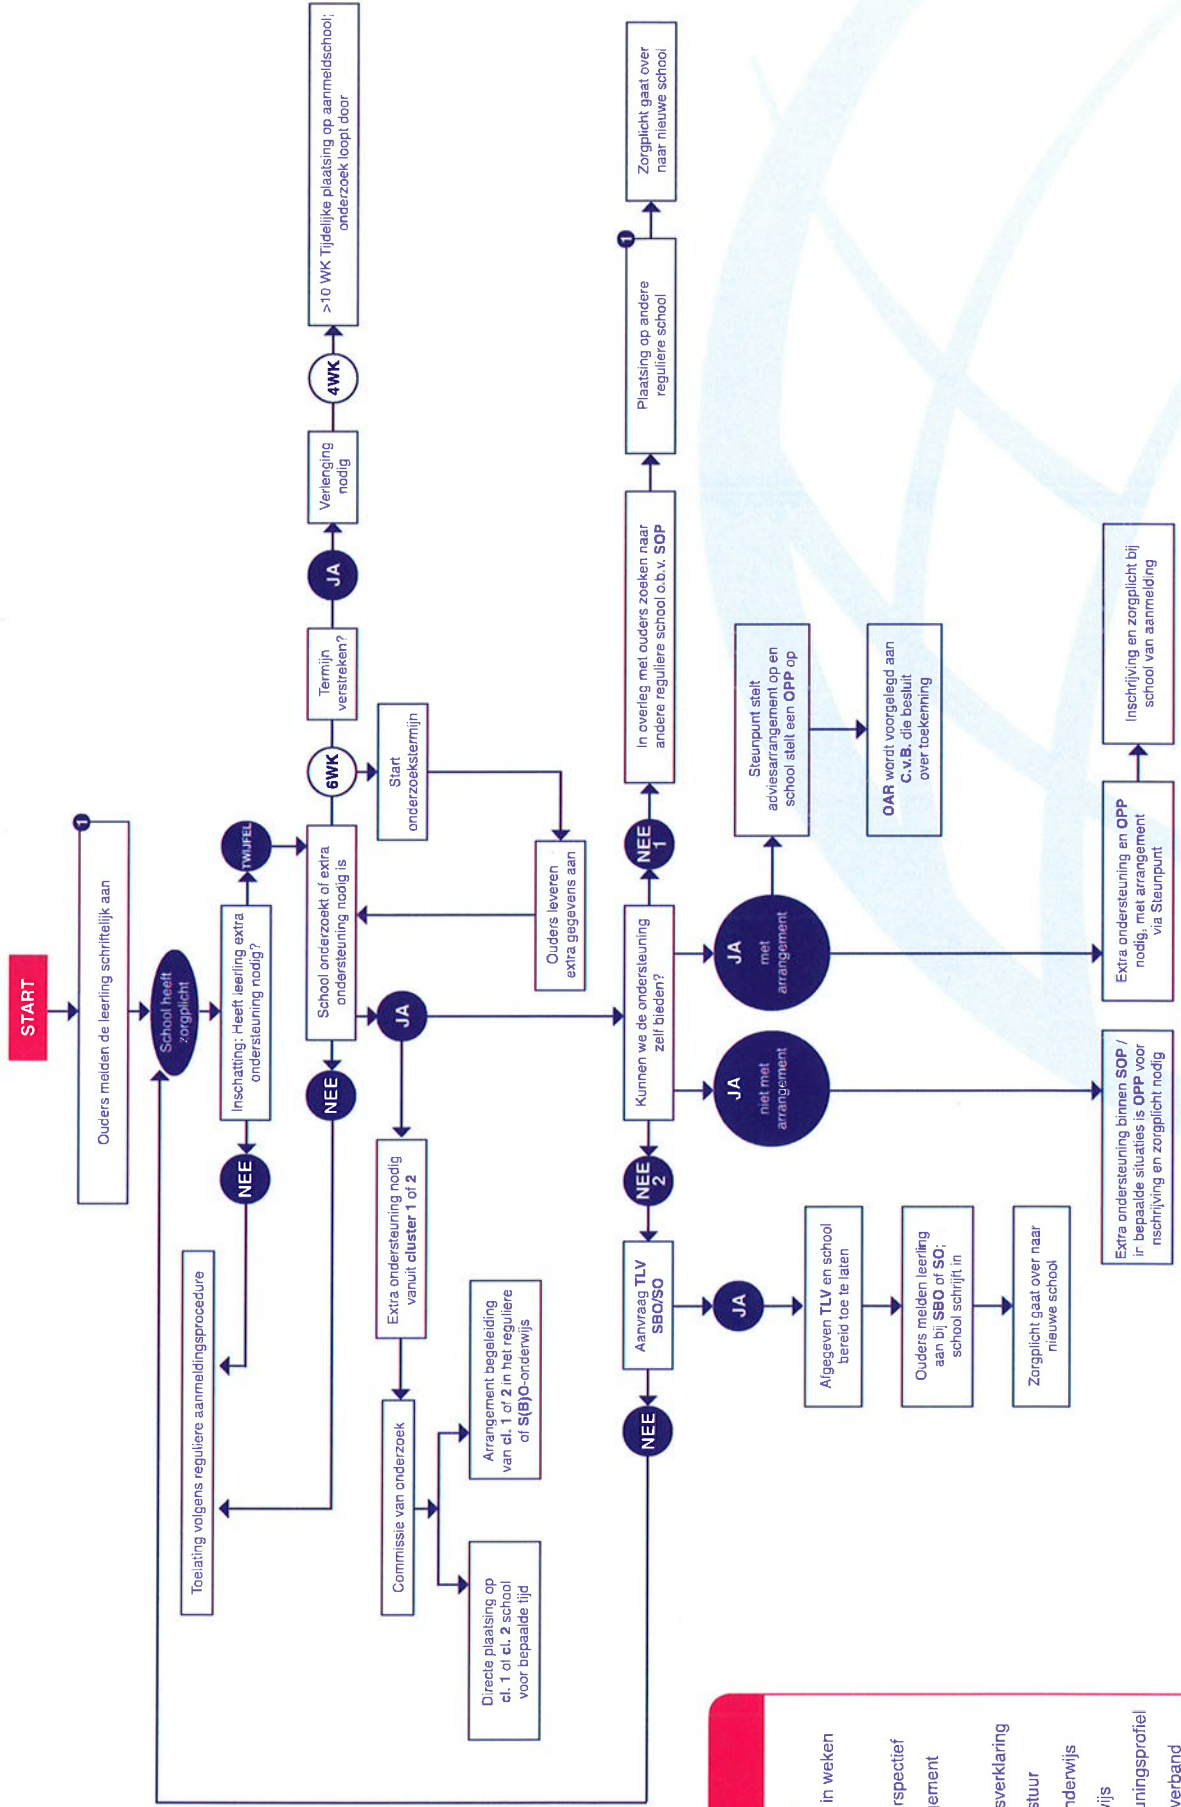 START
Ouders melden de leerling schriftelijk aan
1
School heeft
zorgplicht
Inschatting: Heeft leerling extra
ondersteuning nodig?
NEE
TWIJFEL
Toelating volgens reguliere aanmeldingsprocedure
School onderzoekt of extra
ondersteuning nodig is
NEE
JA
6WK
Termijn
verstreken?
JA
Verlenging
nodig
4WK
>10 WK Tijdelijke plaatsing op aanmeldschool;
onderzoek loopt door
Start
onderzoekstermijn
Ouders leveren
extra gegevens aan
Extra ondersteuning nodig
vanuit cluster 1 of 2
Commissie van onderzoek
Directe plaatsing op
cl. 1 of cl. 2 school
voor bepaalde tijd
Arrangement begeleiding
van cl. 1 of 2 in het reguliere
of S(B)O-onderwijs
Kunnen we de ondersteuning
zelf bieden?
NEE
1
In overleg met ouders zoeken naar
andere reguliere school o.b.v. SOP
Plaatsing op andere
reguliere school
1
Zorgplicht gaat over
naar nieuwe school
NEE
2
Aanvraag TLV
SBO/SO
NEE
JA
Afgegeven TLV en school
bereid toe te laten
Ouders melden leerling
aan bij SBO of SO;
school schrijft in
Zorgplicht gaat over naar
nieuwe school
JA
niet met
arrangement
JA
met
arrangement
Steunpunt stelt
adviesarrangement op en
school stelt een OPP op
OAR wordt voorgelegd aan
C.v.B. die besluit
over toekenning
Extra ondersteuning binnen SOP /
in bepaalde situaties is OPP voor
nschrijving en zorgplicht nodig
Extra ondersteuning en OPP
nodig, met arrangement
via Steunpunt
Inschrijving en zorgplicht bij
school van aanmelding
in weken
rspectief
ement
sverklaring
stuur
nderwijs
ijs
uningsprofiel
verband